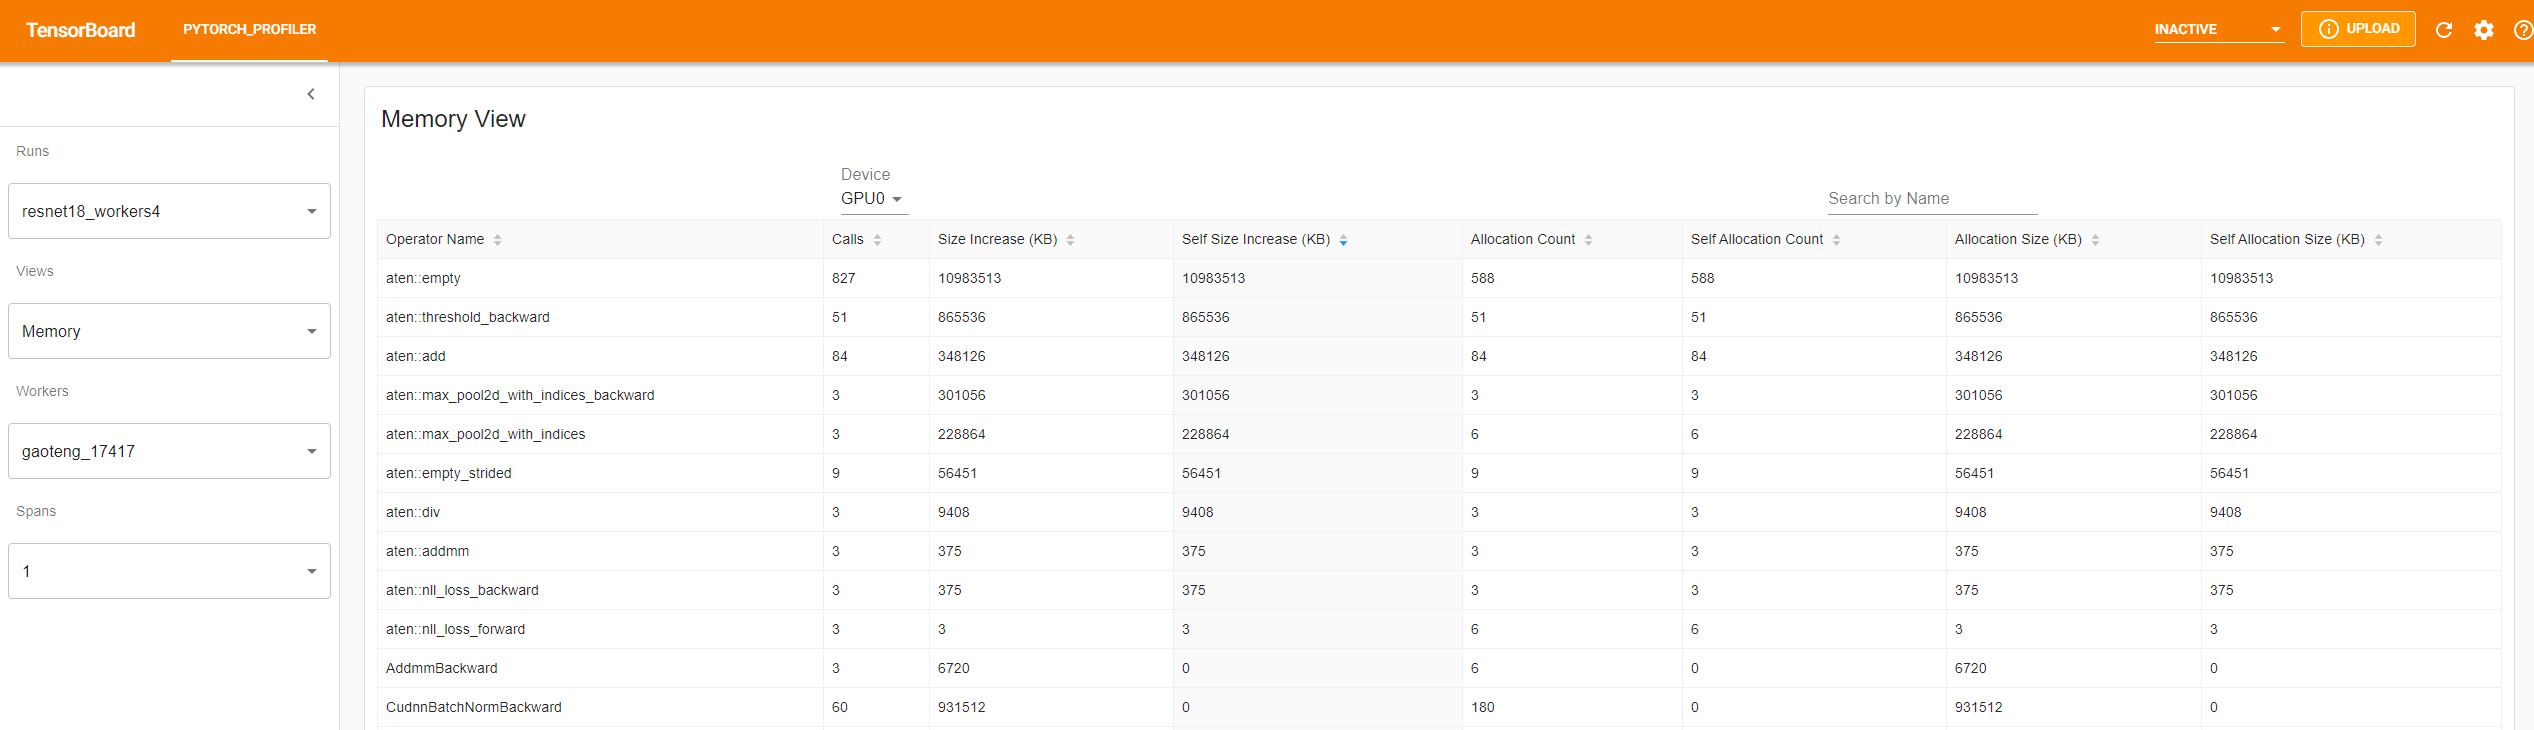 TensorBoard PYTORCH_PROFILER INACTIVE UPLOAD
Runs
resnet18_workers4
Views
Memory
Workers
gaoteng_17417
Spans
1
Memory View
Device
GPU0
Search by Name
Operator Name Calls Size Increase (KB) Self Size Increase (KB) Allocation Count Self Allocation Count Allocation Size (KB) Self Allocation Size (KB)
aten::empty 827 10983513 10983513 588 588 10983513 10983513
aten::threshold_backward 51 865536 865536 51 51 865536 865536
aten::add 84 348126 348126 84 84 348126 348126
aten::max_pool2d_with_indices_backward 3 301056 301056 3 3 301056 301056
aten::max_pool2d_with_indices 3 228864 228864 6 6 228864 228864
aten::empty_strided 9 56451 56451 9 9 56451 56451
aten::div 3 9408 9408 3 3 9408 9408
aten::addmm 3 375 375 3 3 375 375
aten::nll_loss_backward 3 375 375 3 3 375 375
aten::nll_loss_forward 3 3 3 6 6 3 3
AddmmBackward 3 6720 0 6 0 6720 0
CudnnBatchNormBackward 60 931512 0 180 0 931512 0